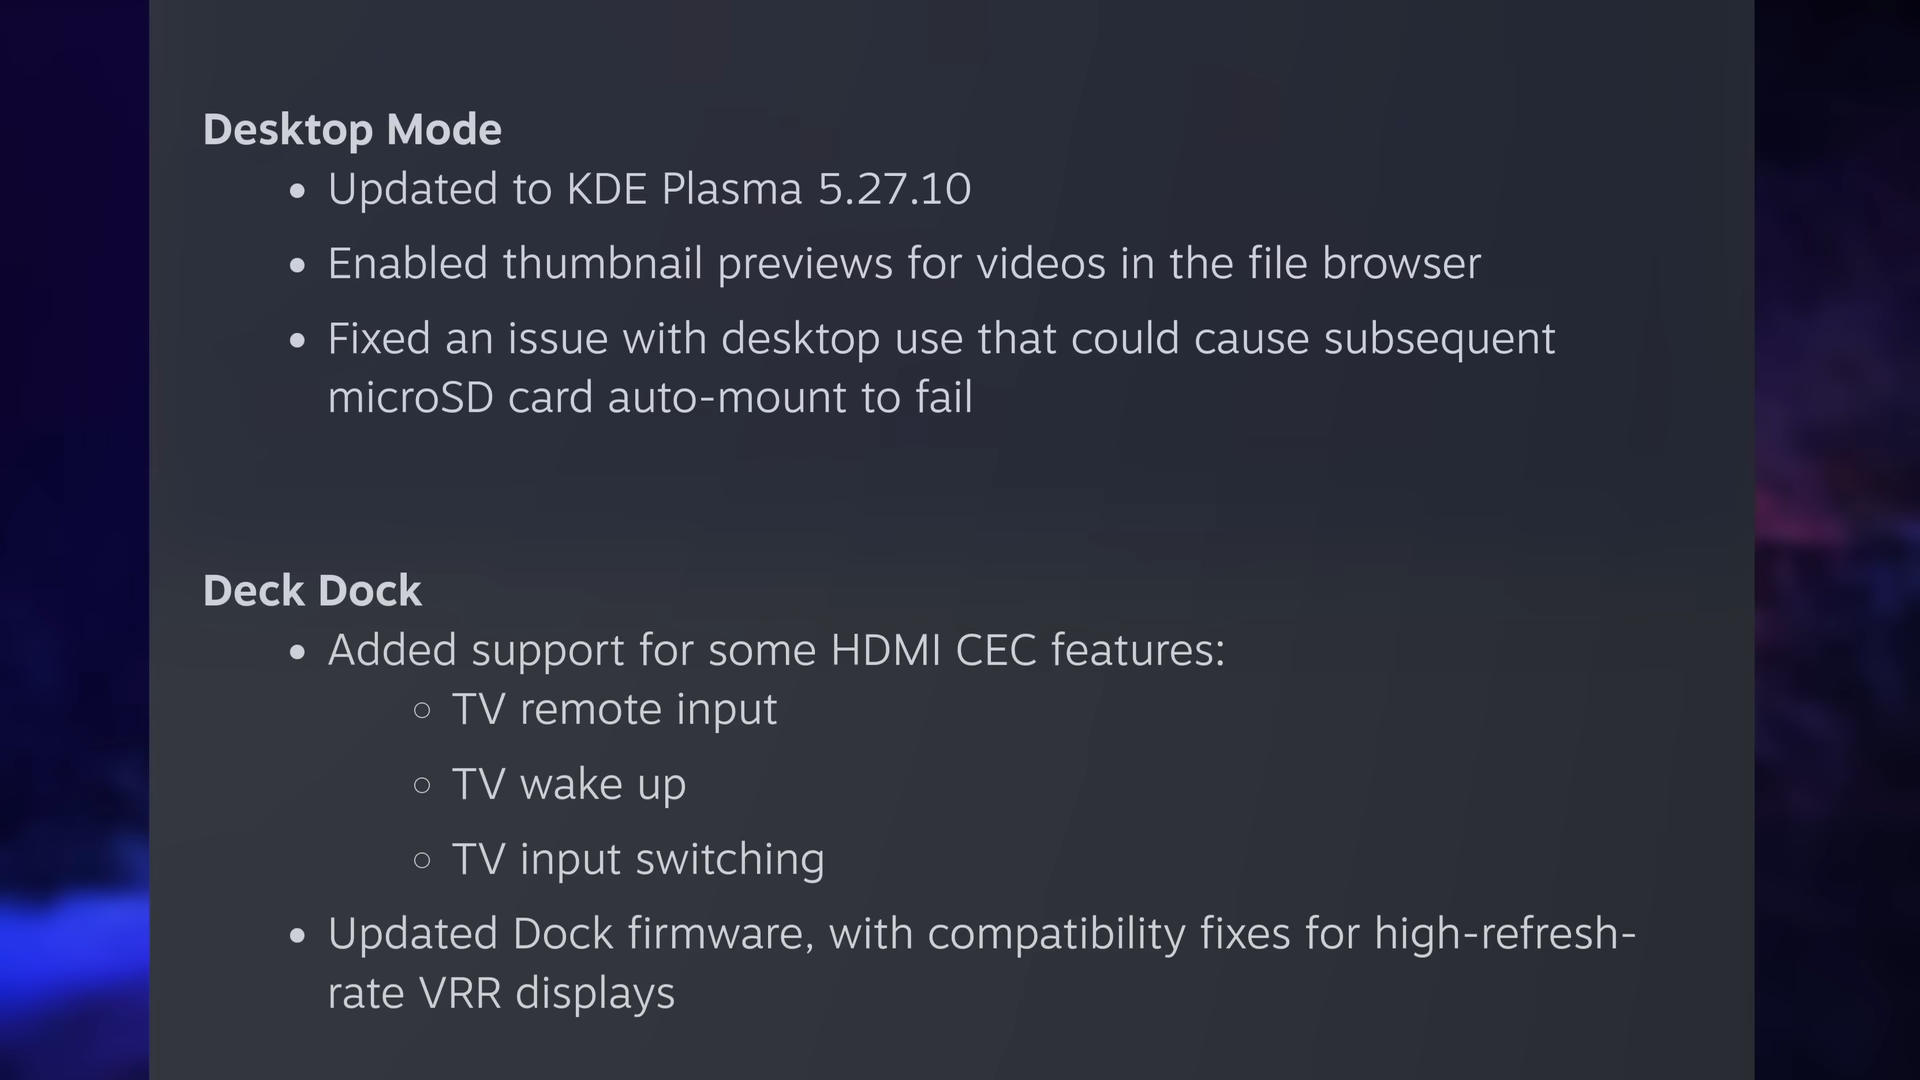 Desktop Mode
• Updated to KDE Plasma 5.27.10
• Enabled thumbnail previews for videos in the file browser
• Fixed an issue with desktop use that could cause subsequent
microSD card auto-mount to fail
Deck Dock
• Added support for some HDMI CEC features:
○ TV remote input
○ TV wake up
○ TV input switching
• Updated Dock firmware, with compatibility fixes for high-refresh-
rate VRR displays